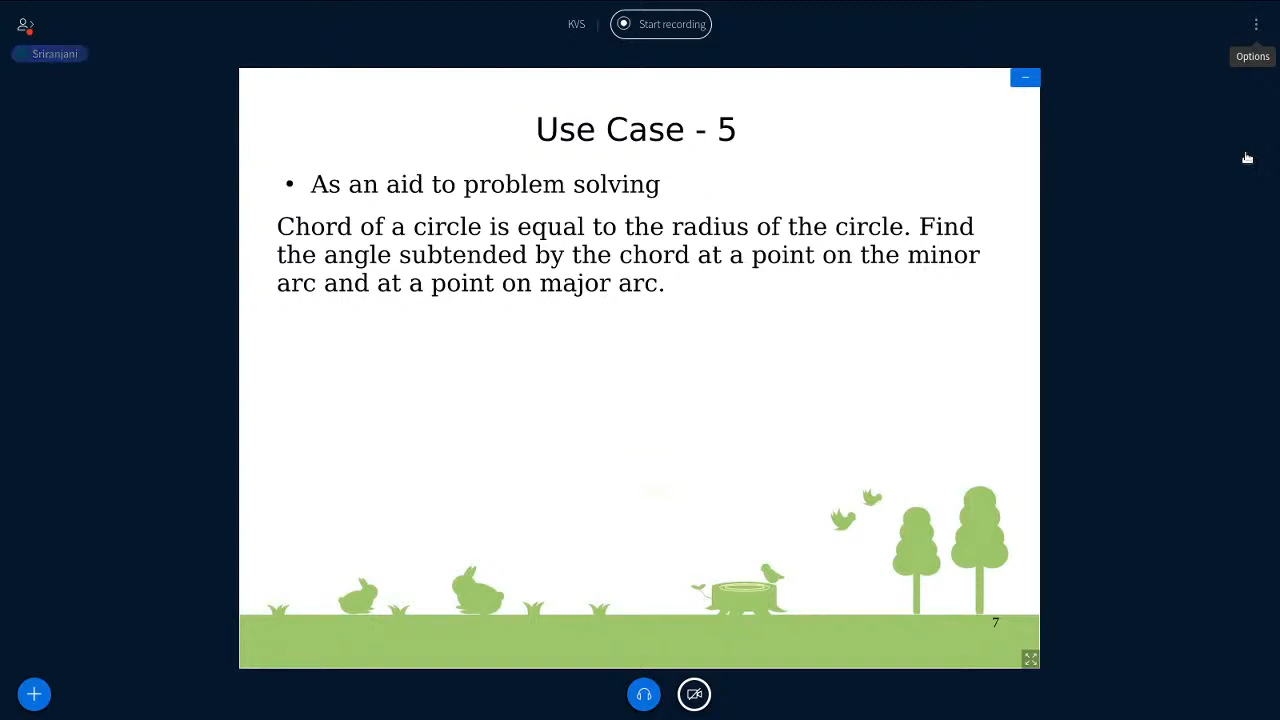 KVS
Start recording
Sriranjani
Options
Use Case - 5
• As an aid to problem solving
Chord of a circle is equal to the radius of the circle. Find
the angle subtended by the chord at a point on the minor
arc and at a point on major arc.
7